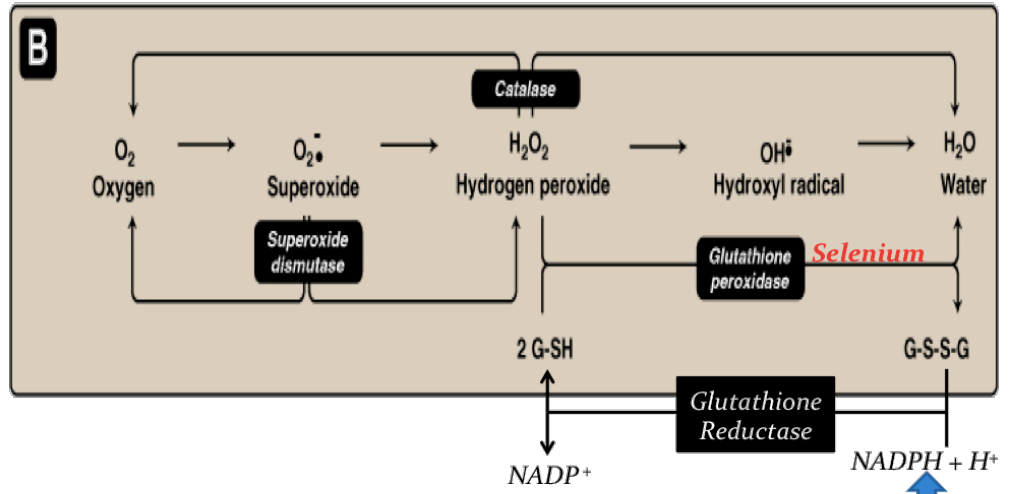 B
Catalase
O₂ → O₂•⁻ → H₂O₂ → OH•⁻ → H₂O
Oxygen Superoxide Hydrogen peroxide Hydroxyl radical Water
Superoxide
dismutase
Glutathione
peroxidase
Selenium
2 G-SH G-S-S-G
Glutathione
Reductase
NADP⁺ NADPH + H⁺